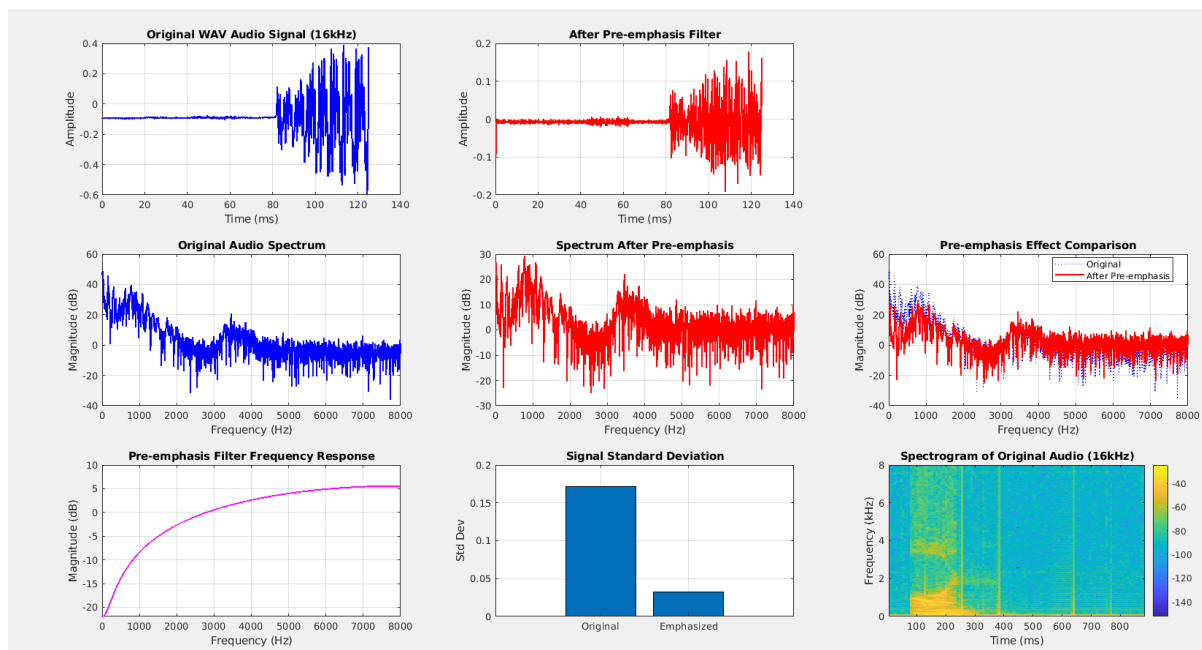 Original WAV Audio Signal (16kHz)
Amplitude
0.4
0.2
0
-0.2
-0.4
-0.6
0 20 40 60 80 100 120 140
Time (ms)
After Pre-emphasis Filter
Amplitude
0.2
0.1
0
-0.1
-0.2
0 20 40 60 80 100 120 140
Time (ms)
Original Audio Spectrum
Magnitude (dB)
60
40
20
0
-20
-40
0 1000 2000 3000 4000 5000 6000 7000 8000
Frequency (Hz)
Spectrum After Pre-emphasis
Magnitude (dB)
30
20
10
0
-10
-20
-30
0 1000 2000 3000 4000 5000 6000 7000 8000
Frequency (Hz)
Pre-emphasis Effect Comparison
Original
After Pre-emphasis
Magnitude (dB)
60
40
20
0
-20
-40
0 1000 2000 3000 4000 5000 6000 7000 8000
Frequency (Hz)
Pre-emphasis Filter Frequency Response
Magnitude (dB)
10
5
0
-5
-10
-15
-20
0 1000 2000 3000 4000 5000 6000 7000 8000
Frequency (Hz)
Signal Standard Deviation
Std Dev
0.2
0.15
0.1
0.05
0
Original Emphasized
Spectrogram of Original Audio (16kHz)
Frequency (kHz)
8
6
4
2
0
100 200 300 400 500 600 700 800
Time (ms)
-40
-60
-80
-100
-120
-140